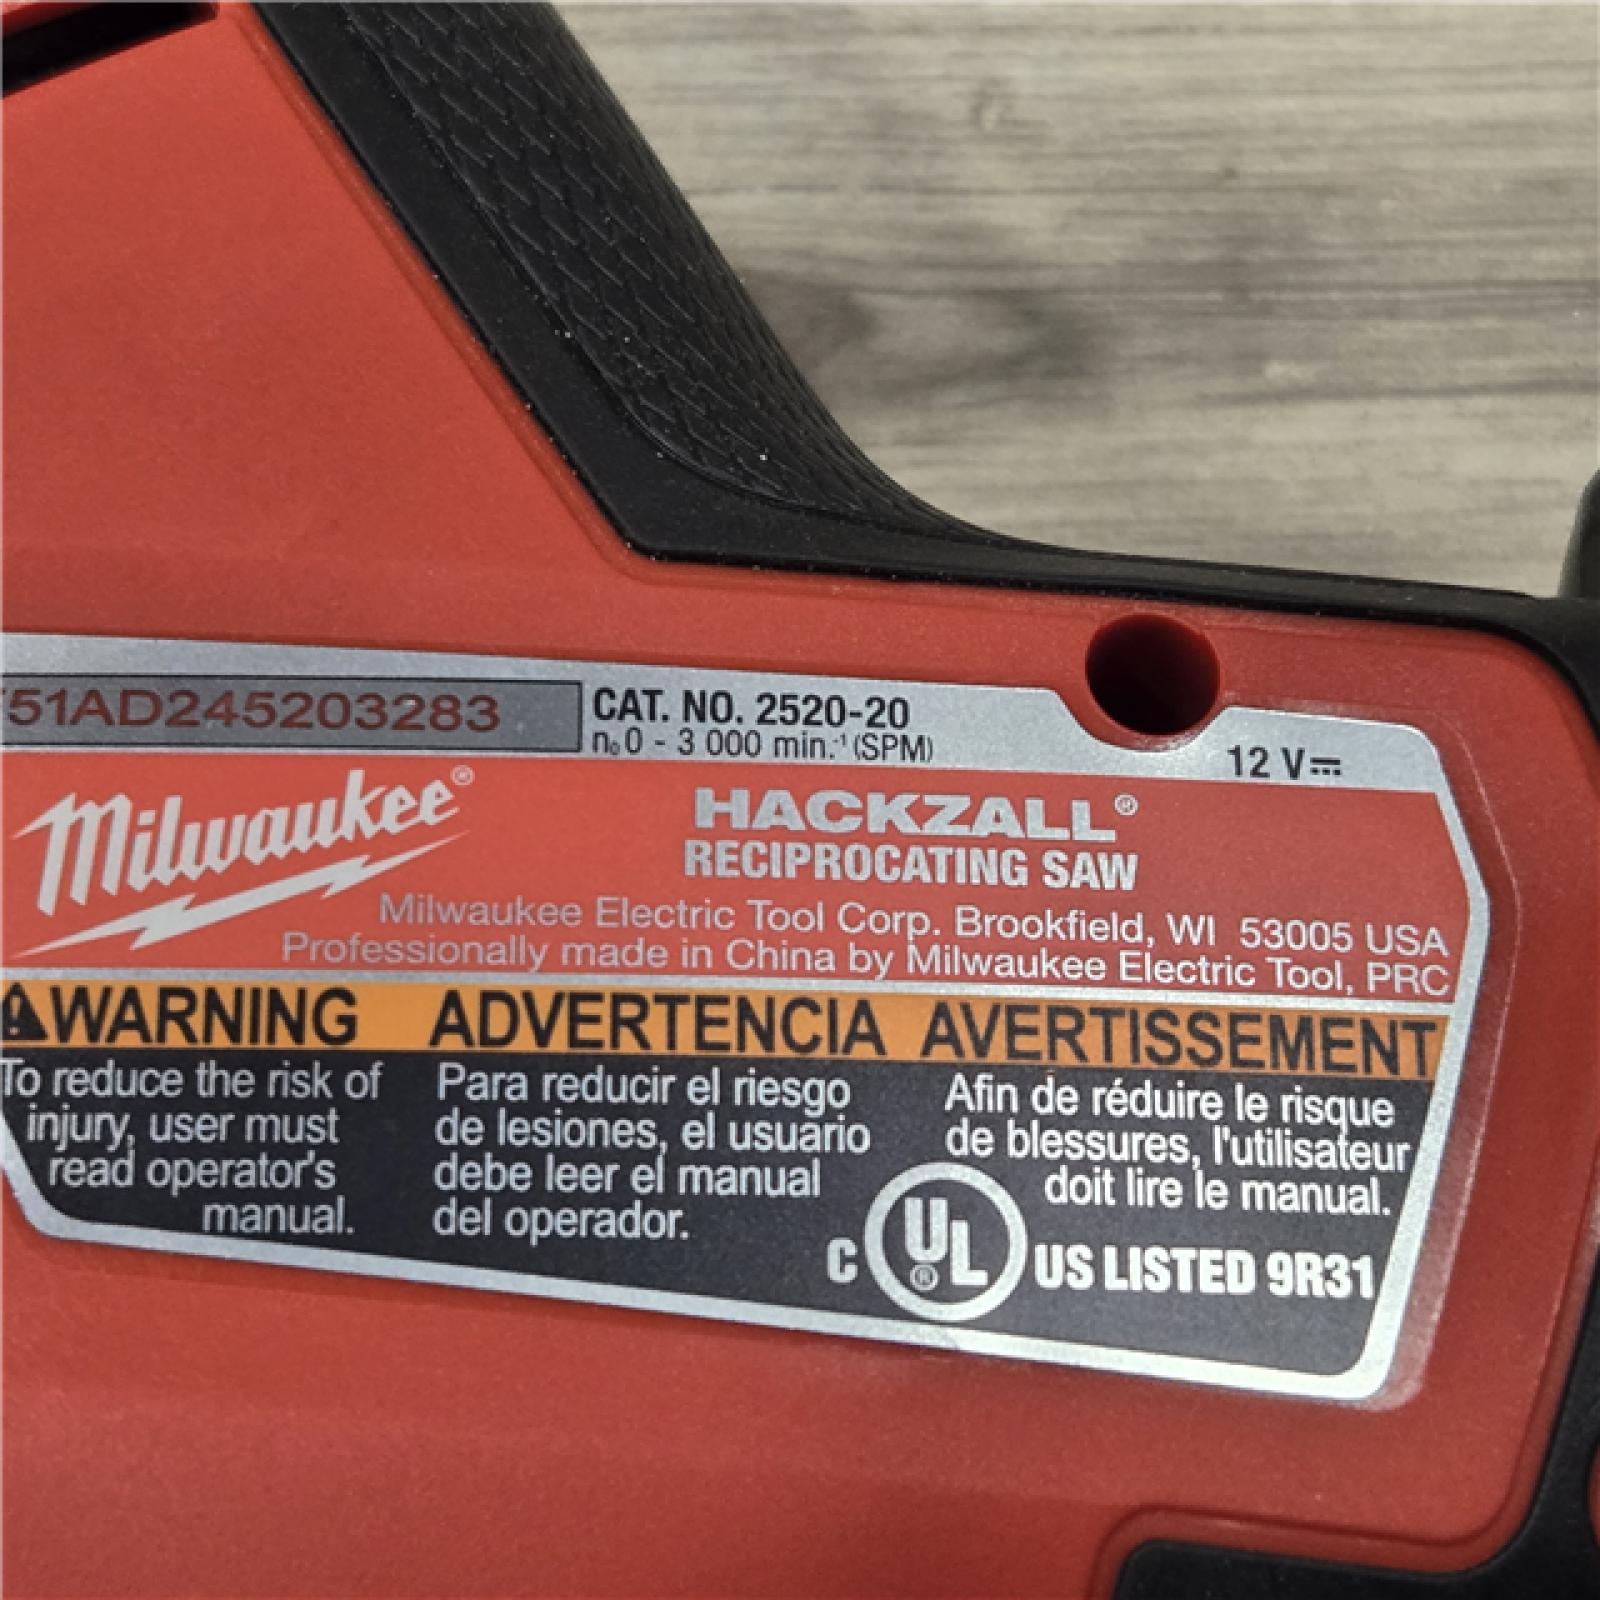 51AD245203283
CAT. NO. 2520-20
n₀ 0 - 3 000 min.⁻¹ (SPM)
12 V⎓
Milwaukee®
HACKZALL®
RECIPROCATING SAW
Milwaukee Electric Tool Corp. Brookfield, WI 53005 USA
Professionally made in China by Milwaukee Electric Tool, PRC
⚠WARNING
To reduce the risk of
injury, user must
read operator's
manual.
ADVERTENCIA
Para reducir el riesgo
de lesiones, el usuario
debe leer el manual
del operador.
AVERTISSEMENT
Afin de réduire le risque
de blessures, l'utilisateur
doit lire le manual.
C UL® US LISTED 9R31